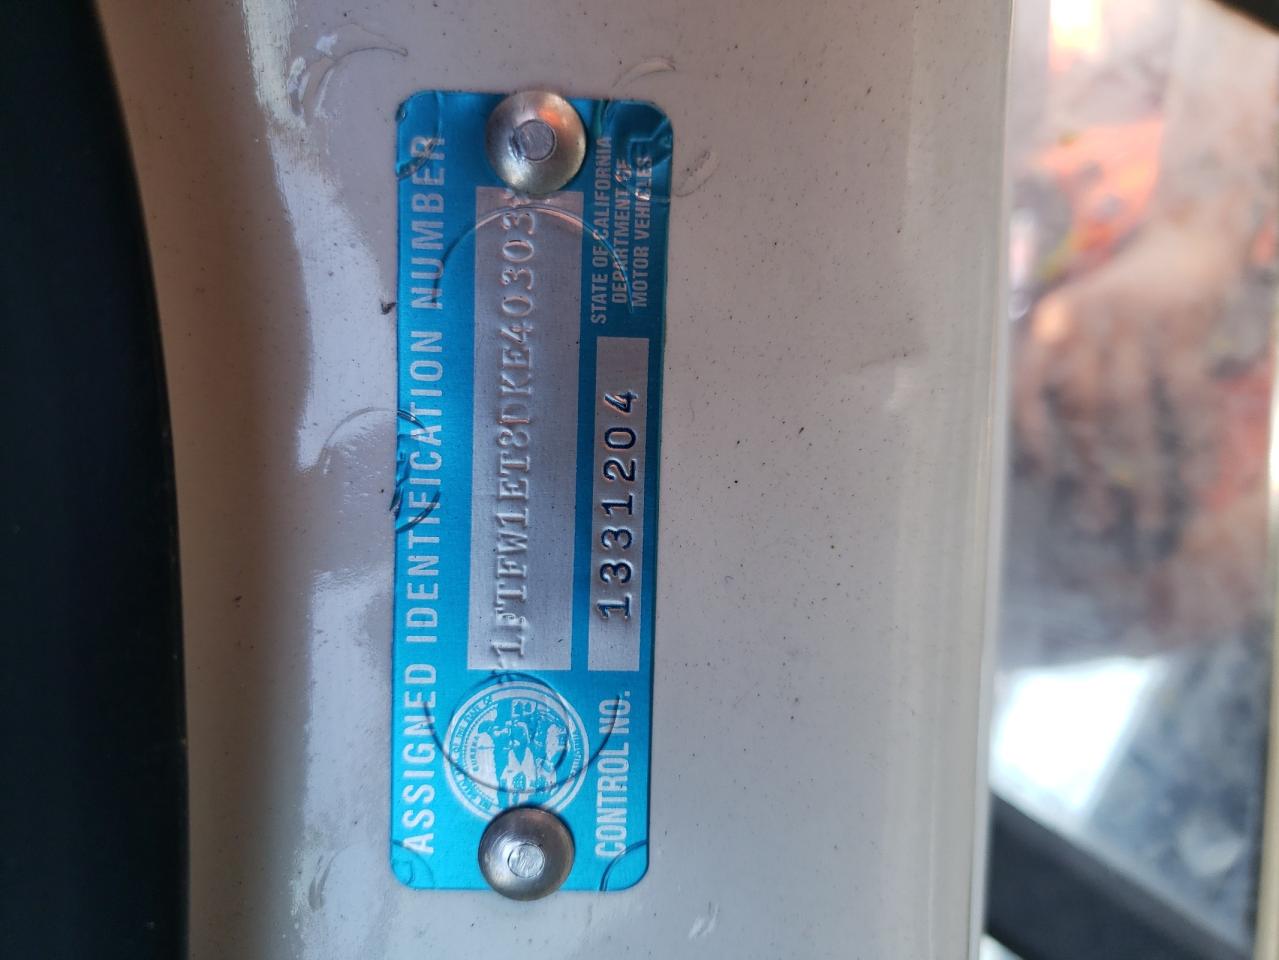 ASSIGNED IDENTIFICATION NUMBER
1FTFW1ET8DKE40303
STATE OF CALIFORNIA
DEPARTMENT OF
MOTOR VEHICLES
CONTROL NO. 1331204